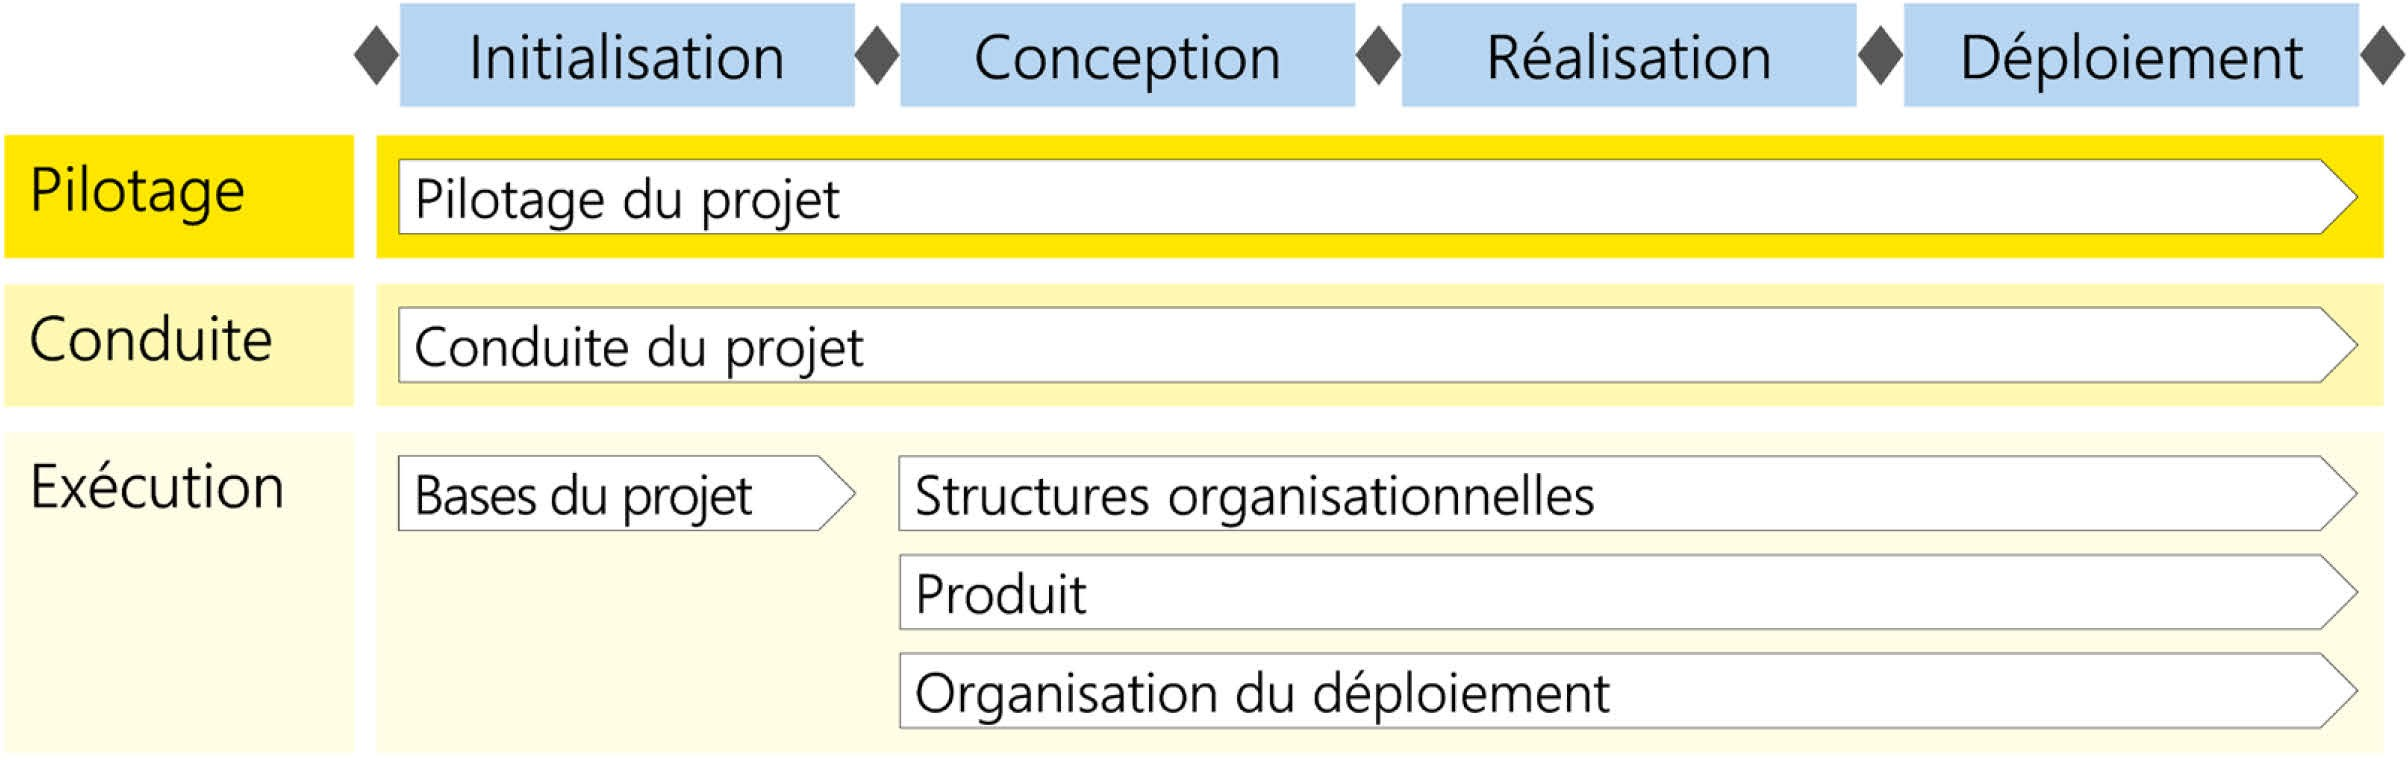 Initialisation
Conception
Réalisation
Déploiement
Pilotage
Pilotage du projet
Conduite
Conduite du projet
Exécution
Bases du projet
Structures organisationnelles
Produit
Organisation du déploiement